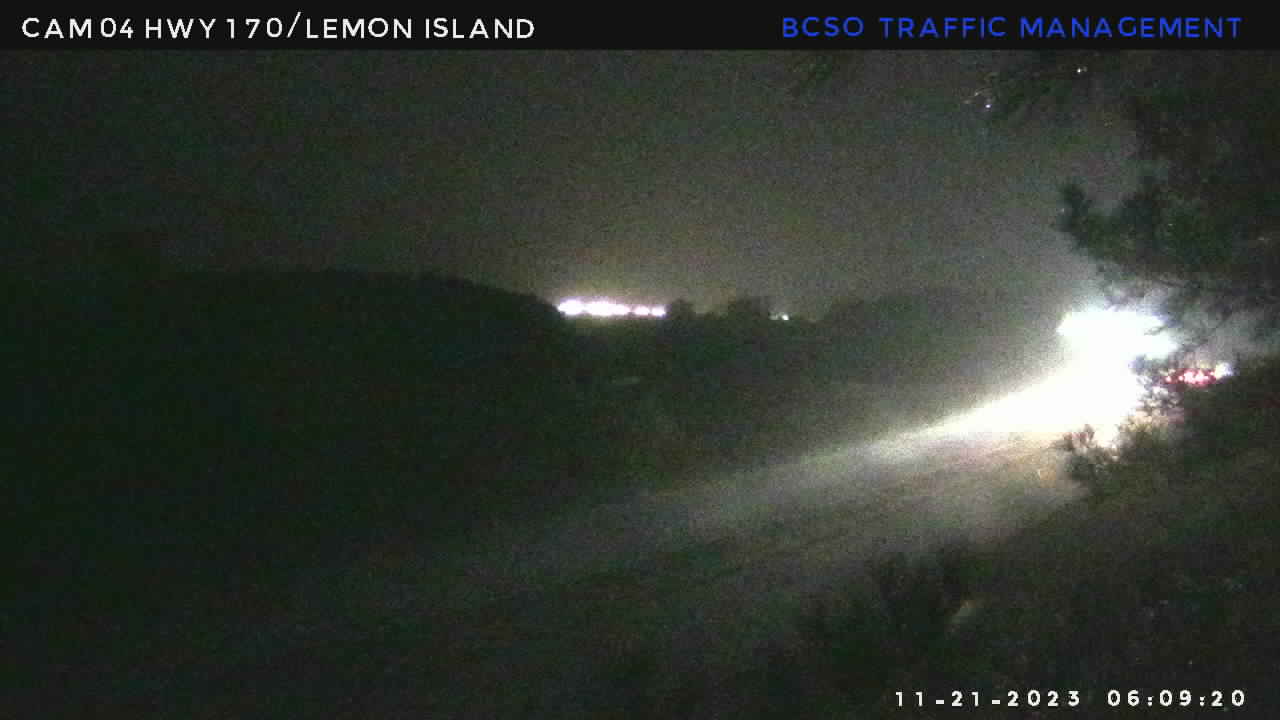 CAM04 HWY 170/LEMON ISLAND
BCSO TRAFFIC MANAGEMENT
11-21-2023 06:09:20